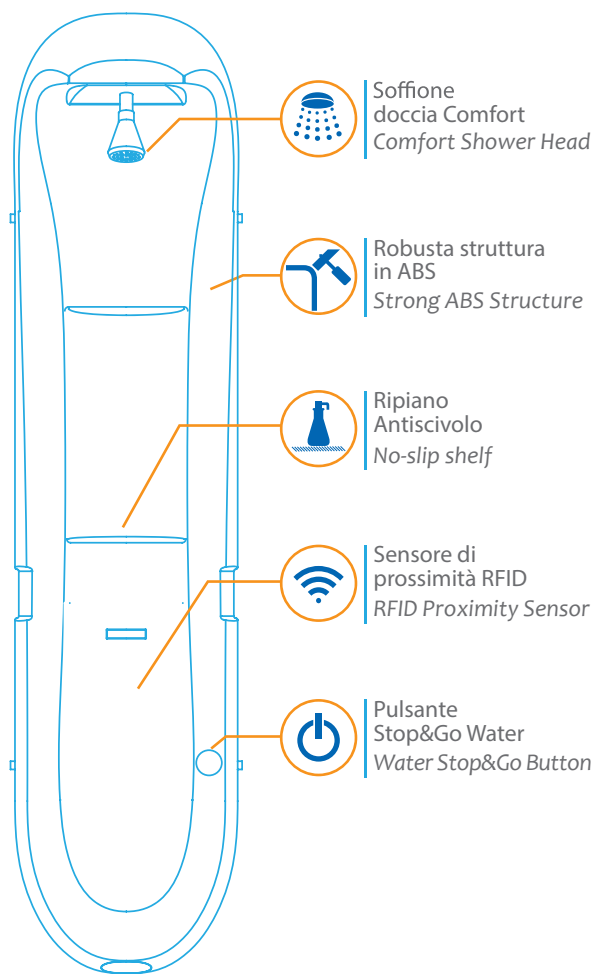 Soffione
doccia Comfort
Comfort Shower Head
Robusta struttura
in ABS
Strong ABS Structure
Ripiano
Antiscivolo
No-slip shelf
Sensore di
prossimità RFID
RFID Proximity Sensor
Pulsante
Stop&Go Water
Water Stop&Go Button